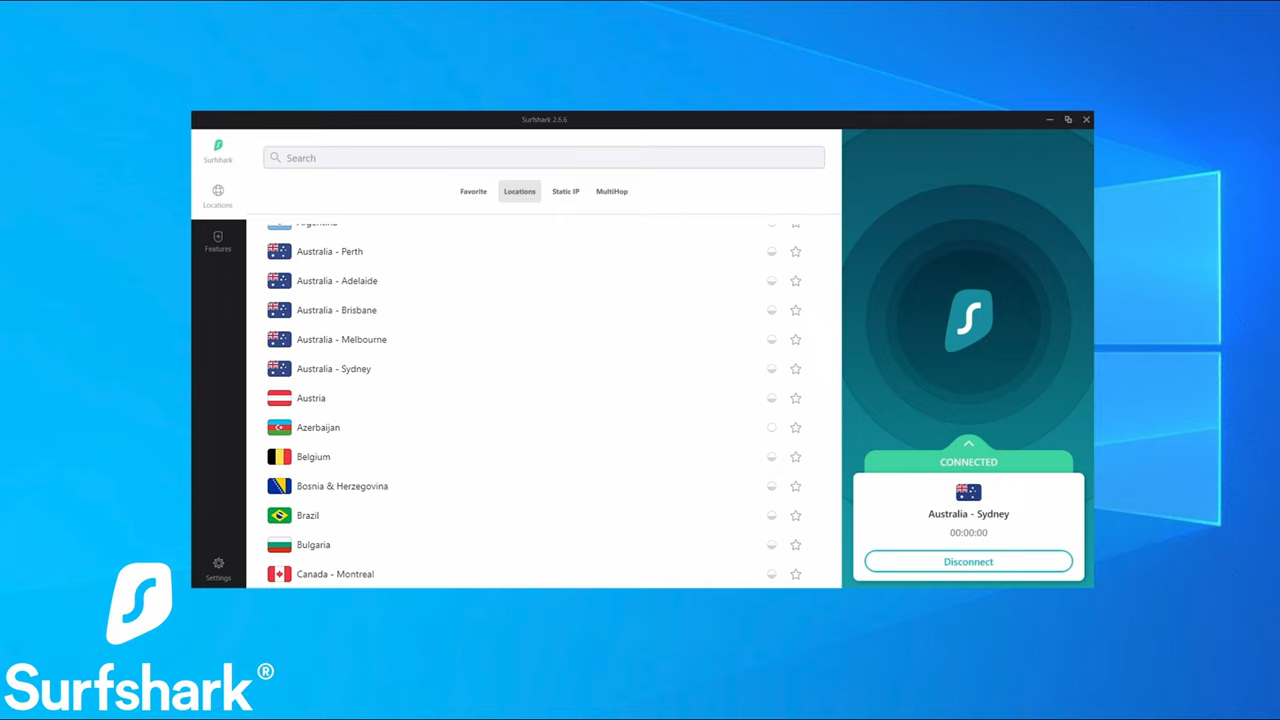 Surfshark 2.6.6
Surfshark
Search
Locations
Favorite Locations Static IP MultiHop
Argentina
Features
Australia - Perth
Australia - Adelaide
Australia - Brisbane
Australia - Melbourne
Australia - Sydney
Austria
Azerbaijan
Belgium
Bosnia & Herzegovina
Brazil
Bulgaria
Canada - Montreal
Settings
CONNECTED
Australia - Sydney
00:00:00
Disconnect
Surfshark®